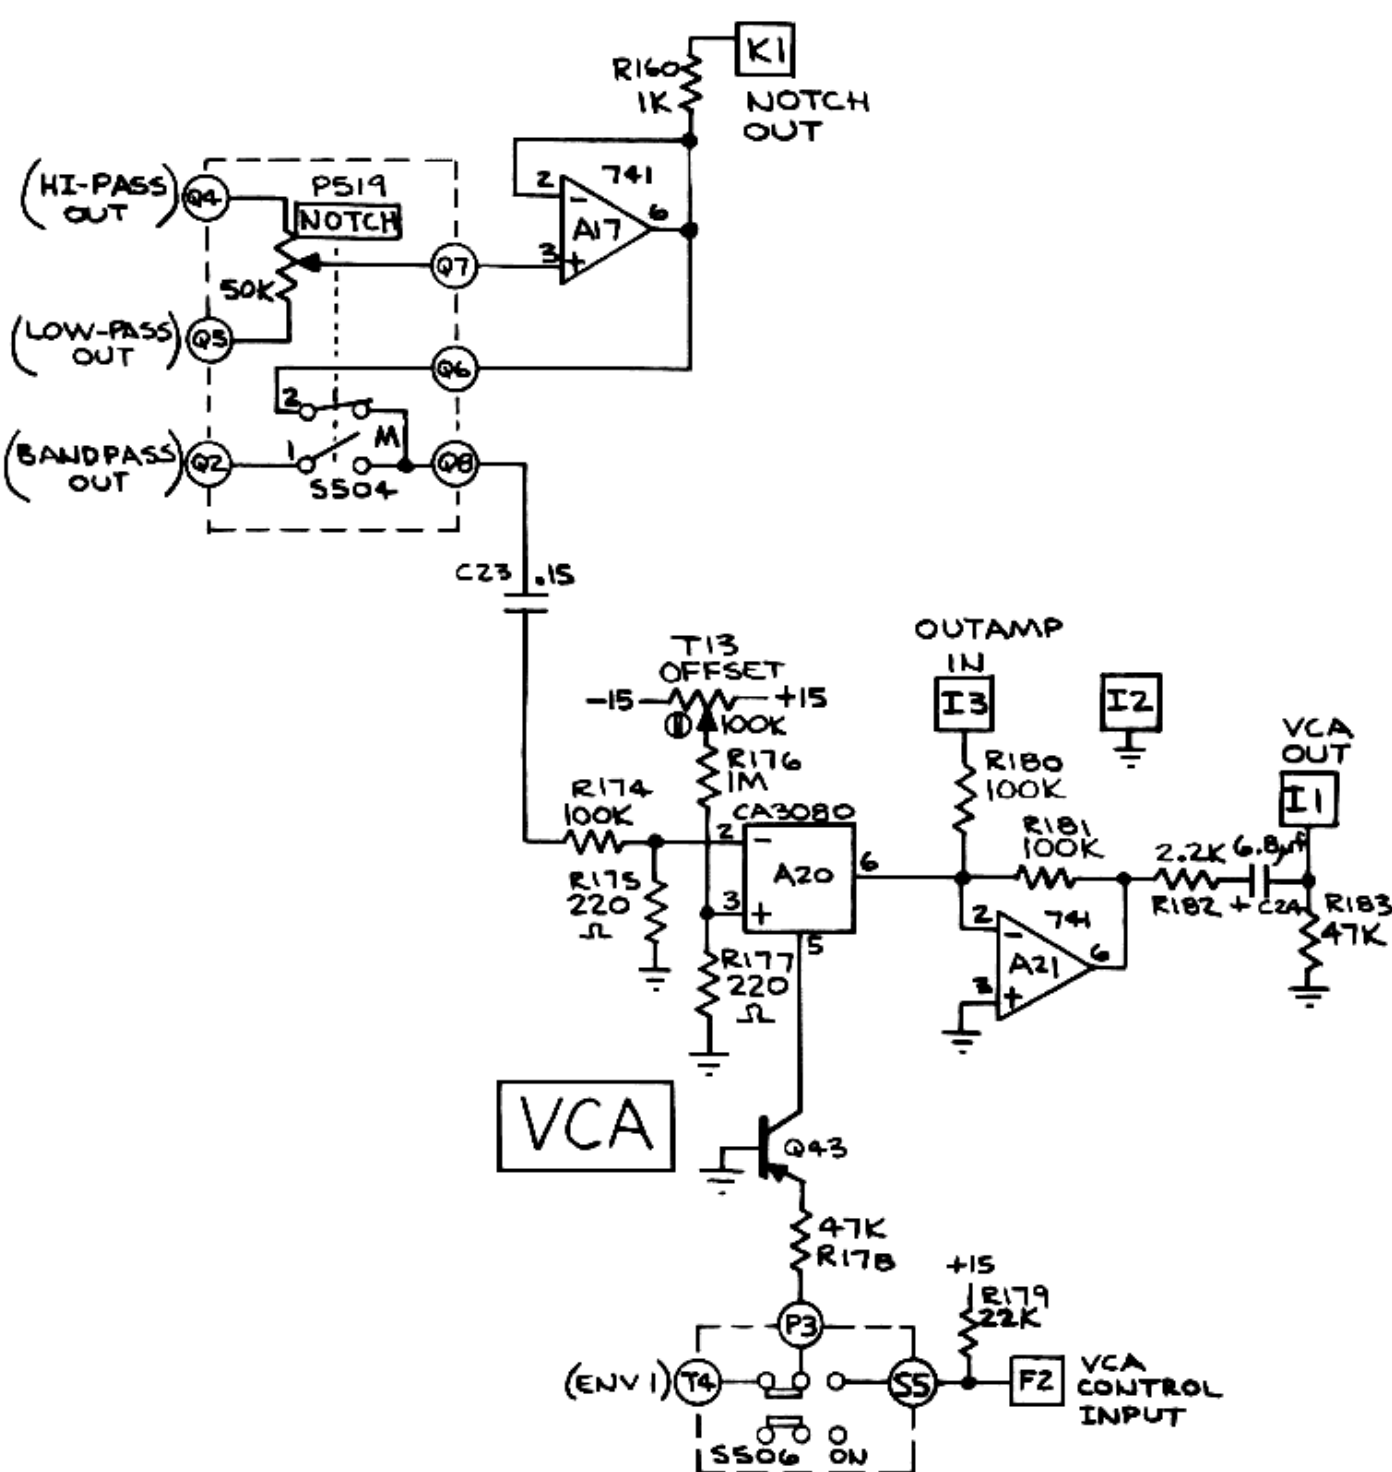 K1
R160
1K
NOTCH
OUT
(HI-PASS
OUT)
Q4
P519
NOTCH
50K
Q7
2
-
741
A17
6
3
+
(LOW-PASS
OUT)
Q5
Q6
2
(BANDPASS
OUT)
Q2
1
M
S504
Q8
C23 .15
T13
OFFSET
-15
+15
100K
R176
1M
R174
100K
R175
220
Ω
CA3080
2 -
A20
6
3 +
5
R177
220
Ω
OUTAMP
IN
I3
I2
R180
100K
R181
100K
VCA
OUT
I1
2.2K
6.8µf
R182
+ C24
R183
47K
2
-
741
A21
6
3
+
VCA
Q43
47K
R178
+15
R179
22K
P3
(ENV 1)
T4
S5
F2
VCA
CONTROL
INPUT
S506 ON